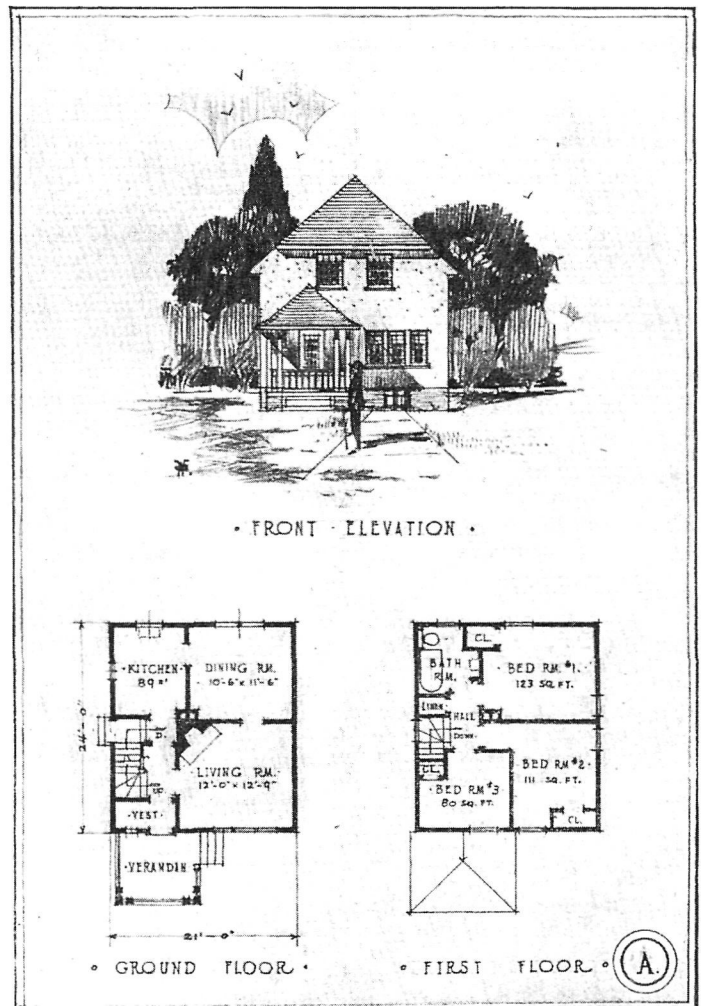 · FRONT · ELEVATION ·
· KITCHEN ·
89 □'
DINING RM.
10'-6" x 11'-6"
24'-0"
D.
LIVING RM.
12'-0" x 12'-9"
· VEST ·
· VERANDAH
21'-0"
· GROUND FLOOR ·
CL.
BATH RM.
BED RM. #1.
123 SQ. FT.
LINEN
HALL
DOWN
CL.
BED RM #2
111 SQ. FT.
BED RM #3
80 SQ. FT.
CL.
· FIRST FLOOR ·
A.